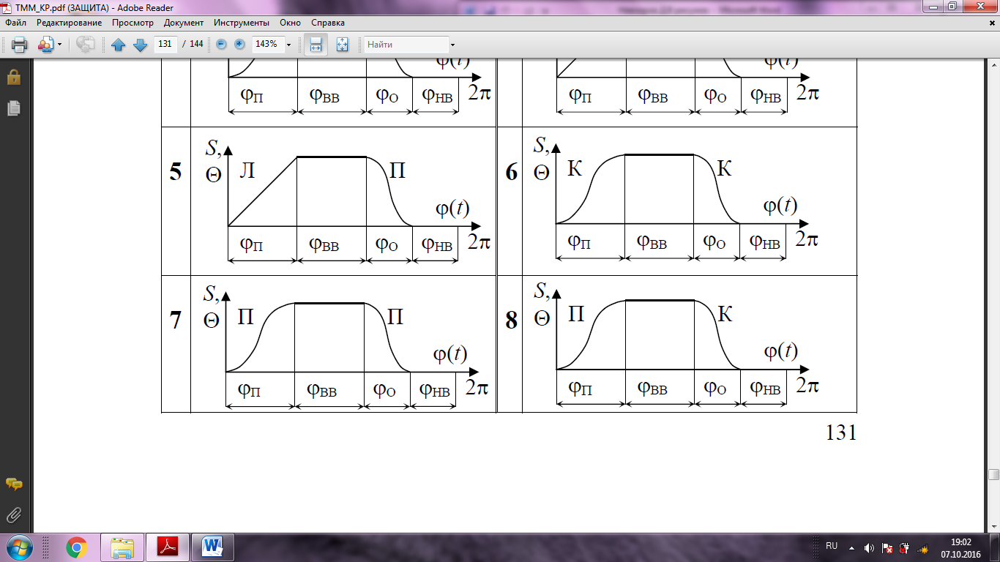 TMM_KP.pdf (ЗАЩИТА) - Adobe Reader
Файл Редактирование Просмотр Документ Инструменты Окно Справка
131 / 144 143% Найти
φ(t) φ(t)
φП φВВ φО φНВ 2π φП φВВ φО φНВ 2π
5 S, Θ Л П φ(t)
φП φВВ φО φНВ 2π
6 S, Θ К К φ(t)
φП φВВ φО φНВ 2π
7 S, Θ П П φ(t)
φП φВВ φО φНВ 2π
8 S, Θ П К φ(t)
φП φВВ φО φНВ 2π
131
RU 19:02
07.10.2016